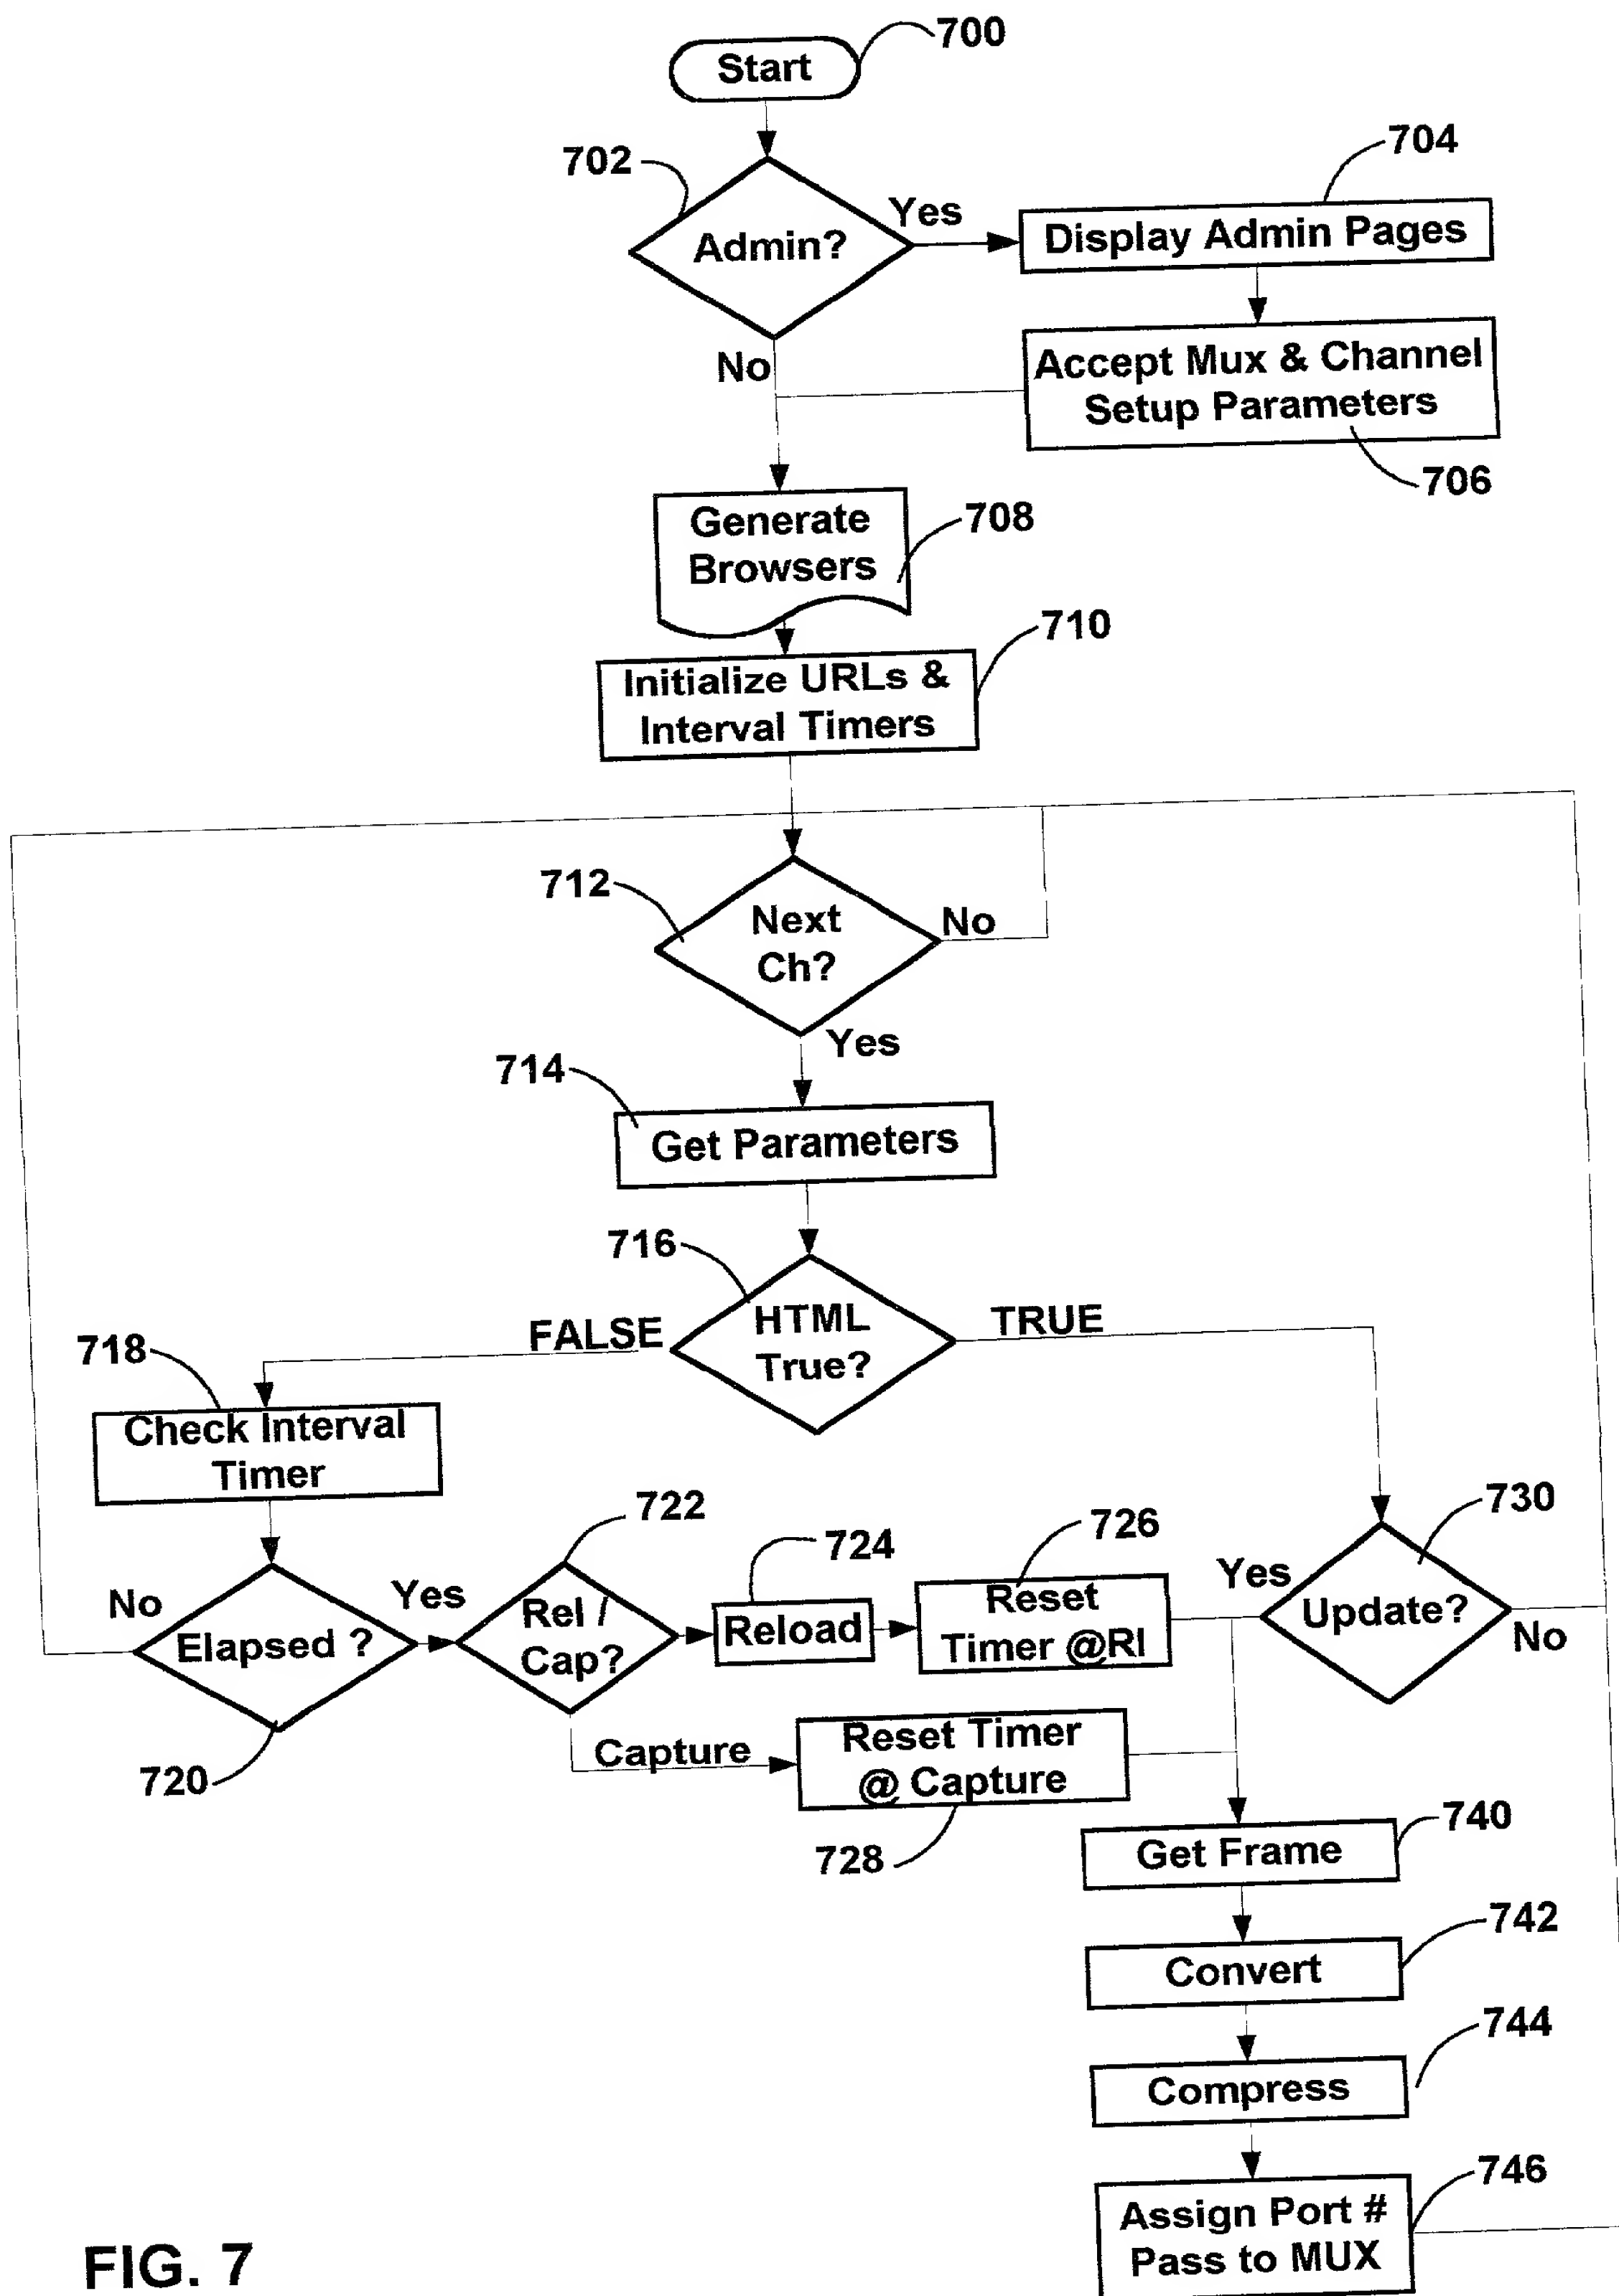 700
Start
702
704
Yes
Admin?
Display Admin Pages
No
Accept Mux & Channel
Setup Parameters
706
Generate
Browsers
708
710
Initialize URLs &
Interval Timers
712
Next
Ch?
No
Yes
714
Get Parameters
716
HTML
True?
FALSE
TRUE
718
Check Interval
Timer
722
724
726
730
No
Yes
Elapsed ?
Rel /
Cap?
Reload
Reset
Timer @RI
Yes
Update?
No
720
Capture
Reset Timer
@ Capture
728
740
Get Frame
742
Convert
744
Compress
746
Assign Port #
Pass to MUX
FIG. 7